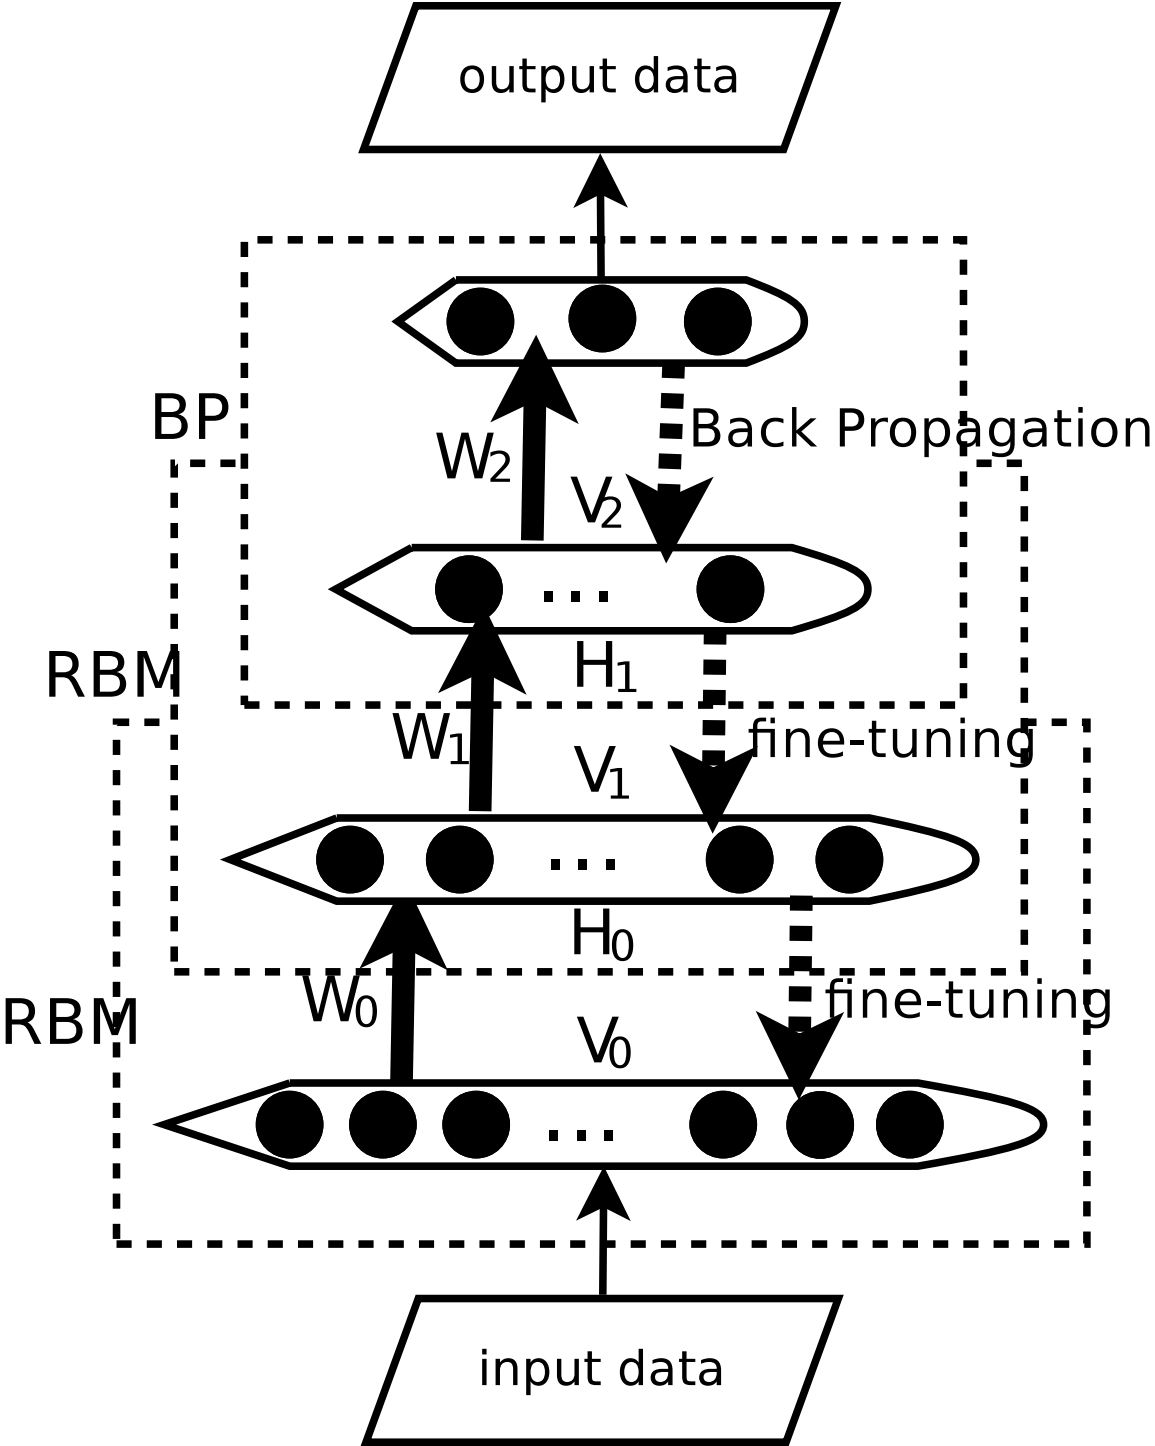 output data
BP
Back Propagation
W2
V2
RBM
H1
W1
fine-tuning
V1
H0
RBM
W0
fine-tuning
V0
input data